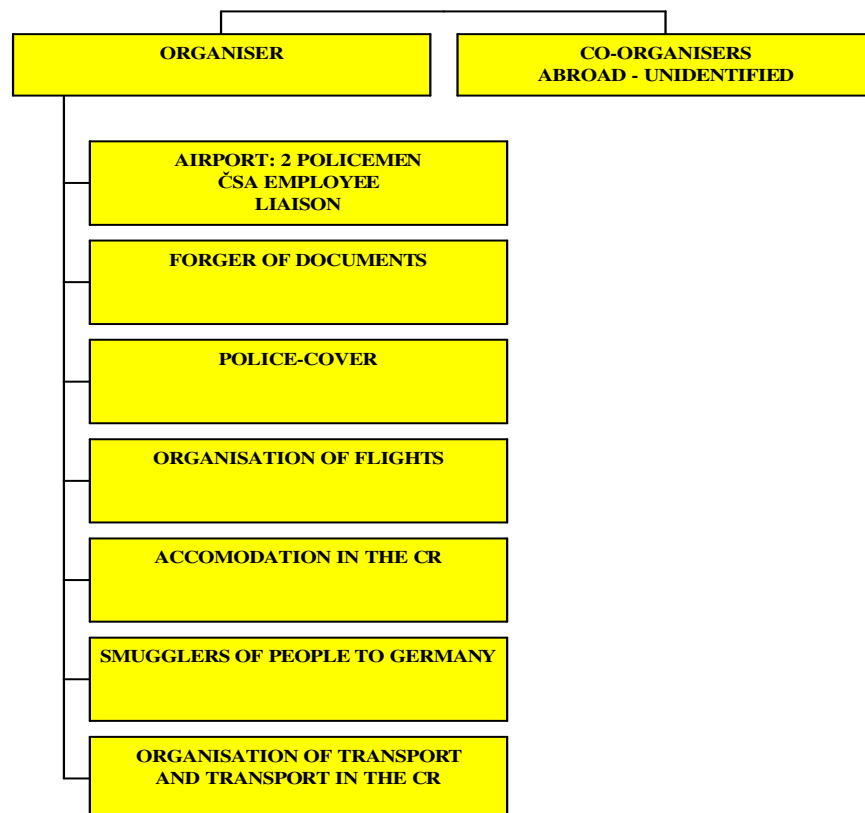 ORGANISER
CO-ORGANISERS
ABROAD - UNIDENTIFIED
AIRPORT: 2 POLICEMEN
ČSA EMPLOYEE
LIAISON
FORGER OF DOCUMENTS
POLICE-COVER
ORGANISATION OF FLIGHTS
ACCOMODATION IN THE CR
SMUGGLERS OF PEOPLE TO GERMANY
ORGANISATION OF TRANSPORT
AND TRANSPORT IN THE CR